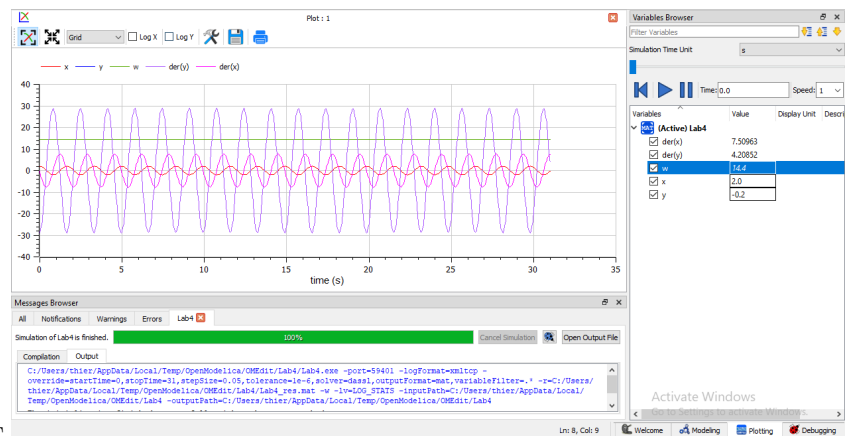 Plot : 1
Grid
Log X
Log Y
x y w der(y) der(x)
40
30
20
10
0
-10
-20
-30
-40
0 5 10 15 20 25 30 35
time (s)
Messages Browser
All Notifications Warnings Errors Lab4
Simulation of Lab4 is finished. 100% Cancel Simulation Open Output File
Compilation Output
C:/Users/thier/AppData/Local/Temp/OpenModelica/OMEdit/Lab4/Lab4.exe -port=59401 -logFormat=xmltcp -
override=startTime=0,stopTime=31,stepSize=0.05,tolerance=1e-6,solver=dassl,outputFormat=mat,variableFilter=.* -r=C:/Users/
thier/AppData/Local/Temp/OpenModelica/OMEdit/Lab4/Lab4_res.mat -w -lv=LOG_STATS -inputPath=C:/Users/thier/AppData/Local/
Temp/OpenModelica/OMEdit/Lab4 -outputPath=C:/Users/thier/AppData/Local/Temp/OpenModelica/OMEdit/Lab4
Variables Browser
Filter Variables
Simulation Time Unit s
Time: 0.0 Speed: 1
Variables Value Display Unit Descri
(Active) Lab4
der(x) 7.50963
der(y) 4.20852
w 14.4
x 2.0
y -0.2
Activate Windows
Go to Settings to activate Windows.
Ln: 8, Col: 9 Welcome Modeling Plotting Debugging